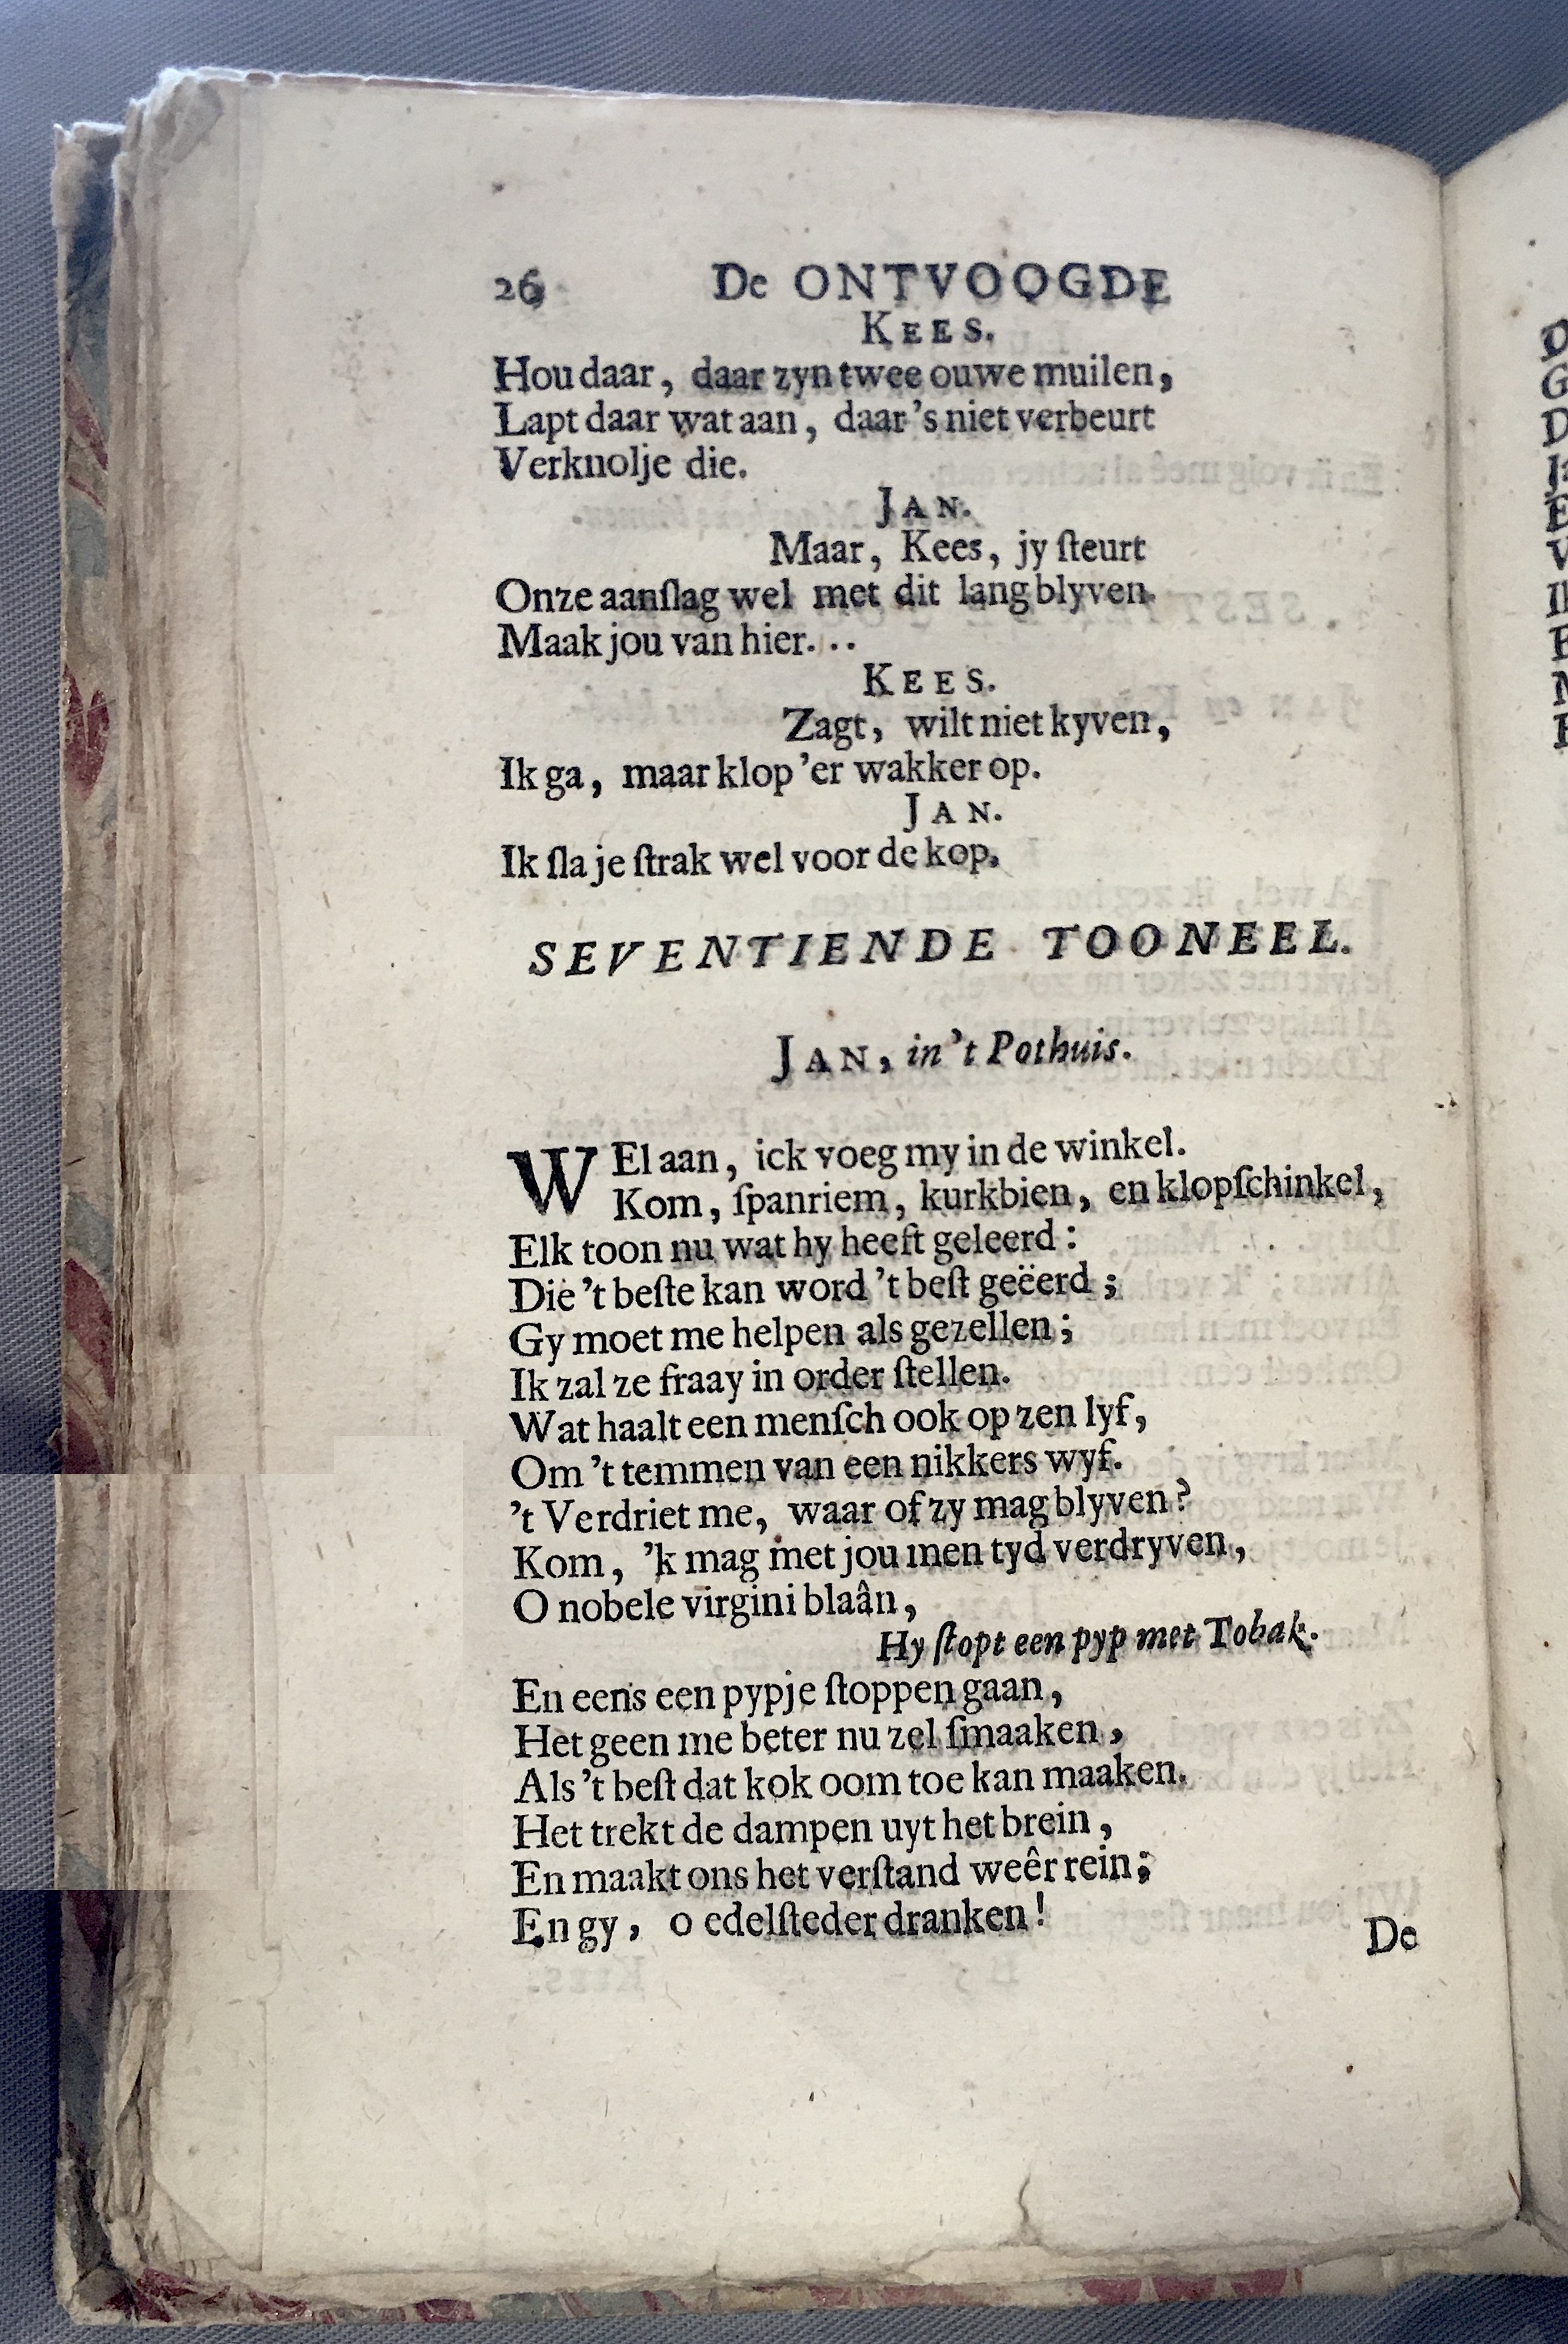 26 De ONTVOOGDE
KEES.
Hou daar, daar zyn twee ouwe muilen,
Lapt daar wat aan, daar 's niet verbeurt
Verknolje die.
JAN.
Maar, Kees, jy ſteurt
Onze aanſlag wel met dit lang blyven.
Maak jou van hier...
KEES.
Zagt, wilt niet kyven,
Ik ga, maar klop 'er wakker op.
JAN.
Ik ſla je ſtrak wel voor de kop.
SEVENTIENDE TOONEEL.
JAN, in 't Pothuis.
WEl aan, ick voeg my in de winkel.
Kom, ſpanriem, kurkbien, en klopſchinkel,
Elk toon nu wat hy heeft geleerd:
Die 't beſte kan word 't beſt geëerd;
Gy moet me helpen als gezellen;
Ik zal ze fraay in order ſtellen.
Wat haalt een menſch ook op zen lyf,
Om 't temmen van een nikkers wyf.
't Verdriet me, waar of zy mag blyven?
Kom, 'k mag met jou men tyd verdryven,
O nobele virgini blaân,
Hy ſtopt een pyp met Tobak.
En eens een pypje ſtoppen gaan,
Het geen me beter nu zel ſmaaken,
Als 't beſt dat kok oom toe kan maaken.
Het trekt de dampen uyt het brein,
En maakt ons het verſtand weêr rein;
En gy, o edelſte der dranken!
De